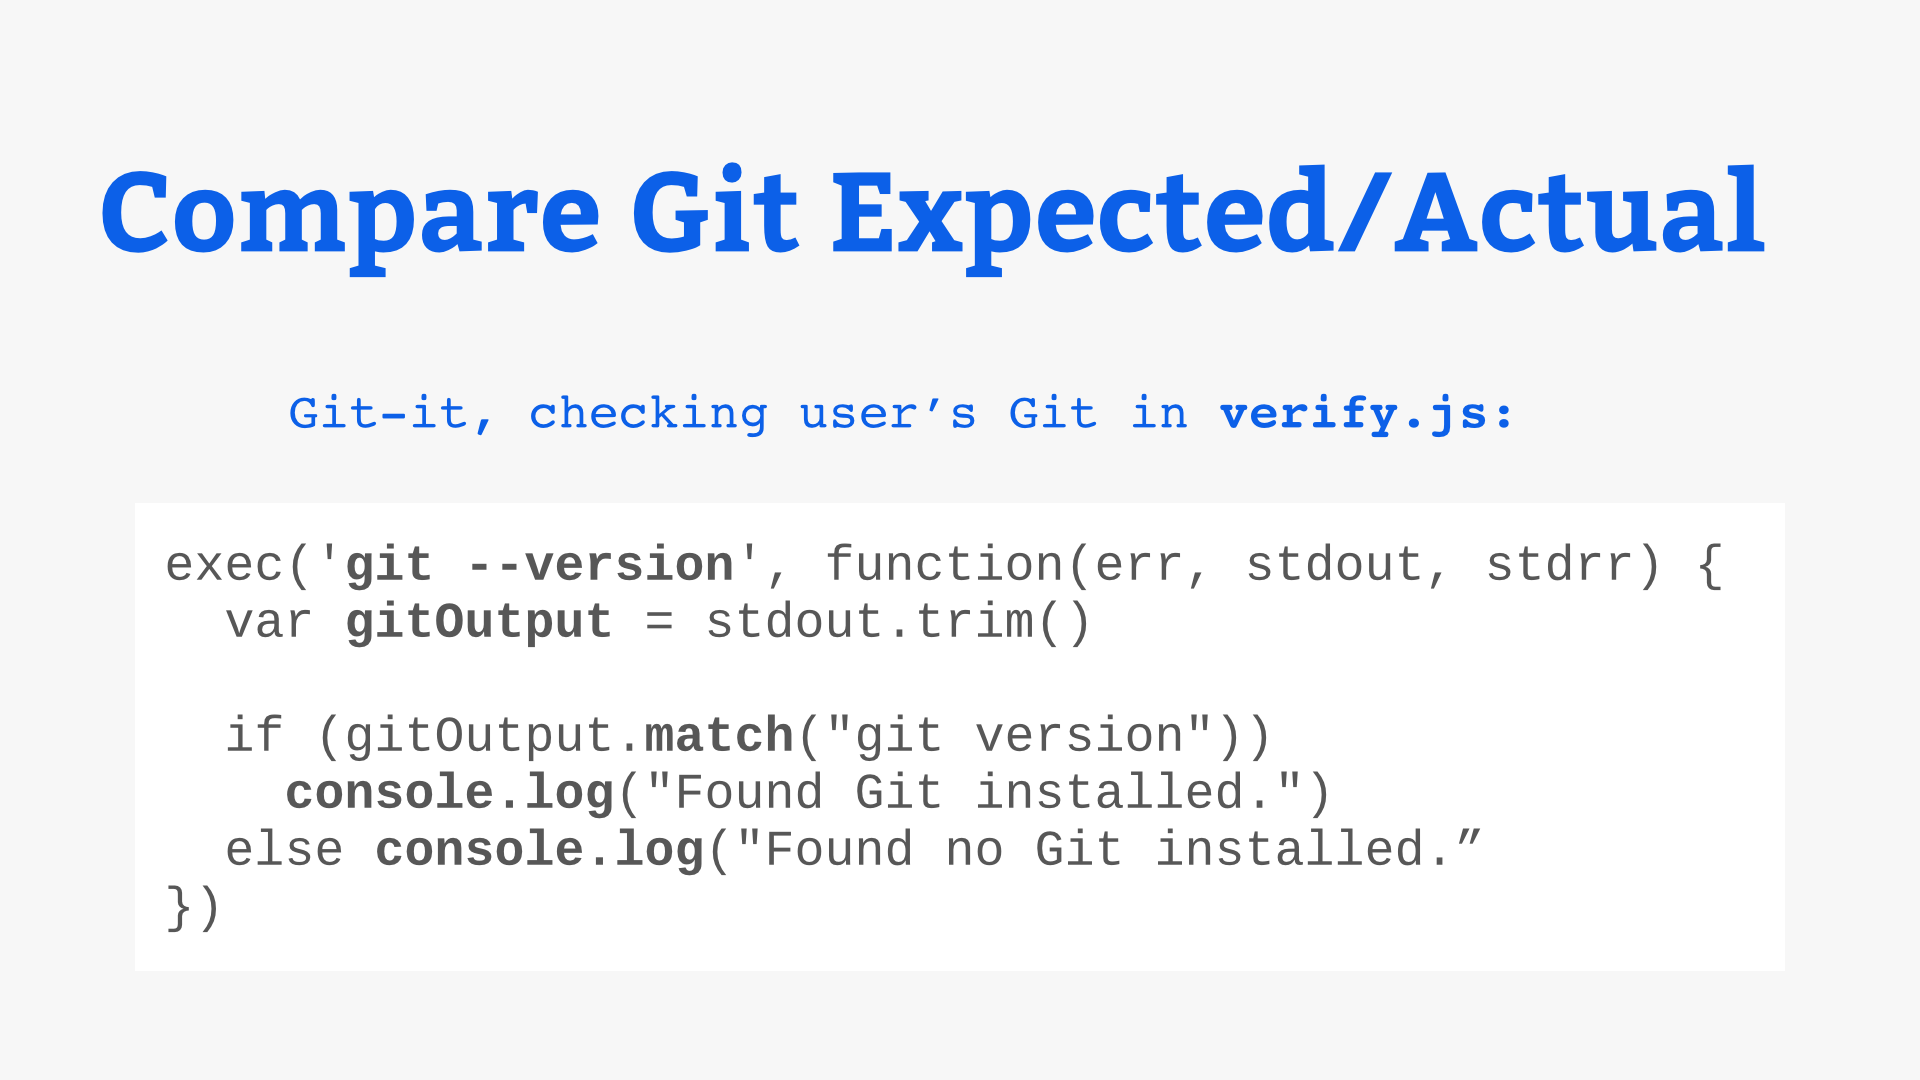 Compare Git Expected/Actual
Git-it, checking user’s Git in verify.js:
exec('git --version', function(err, stdout, stdrr) {
  var gitOutput = stdout.trim()
  if (gitOutput.match("git version"))
    console.log("Found Git installed.")
  else console.log("Found no Git installed.”
})